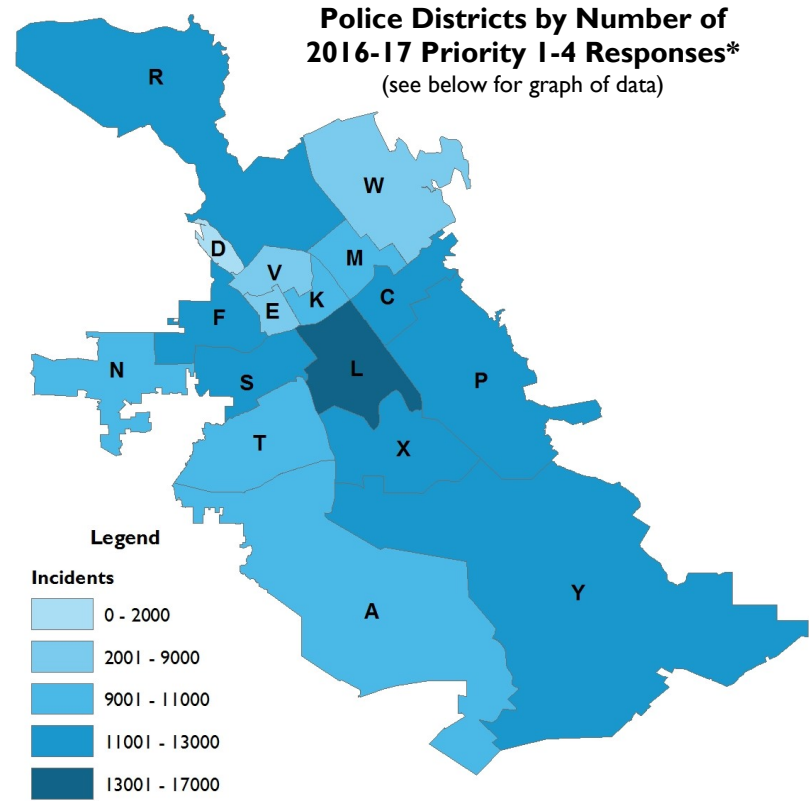 Police Districts by Number of
2016-17 Priority 1-4 Responses*
(see below for graph of data)
R
W
D
M
V
K
C
E
F
N
S
L
P
T
X
Y
A
Legend
Incidents
0 - 2000
2001 - 9000
9001 - 11000
11001 - 13000
13001 - 17000